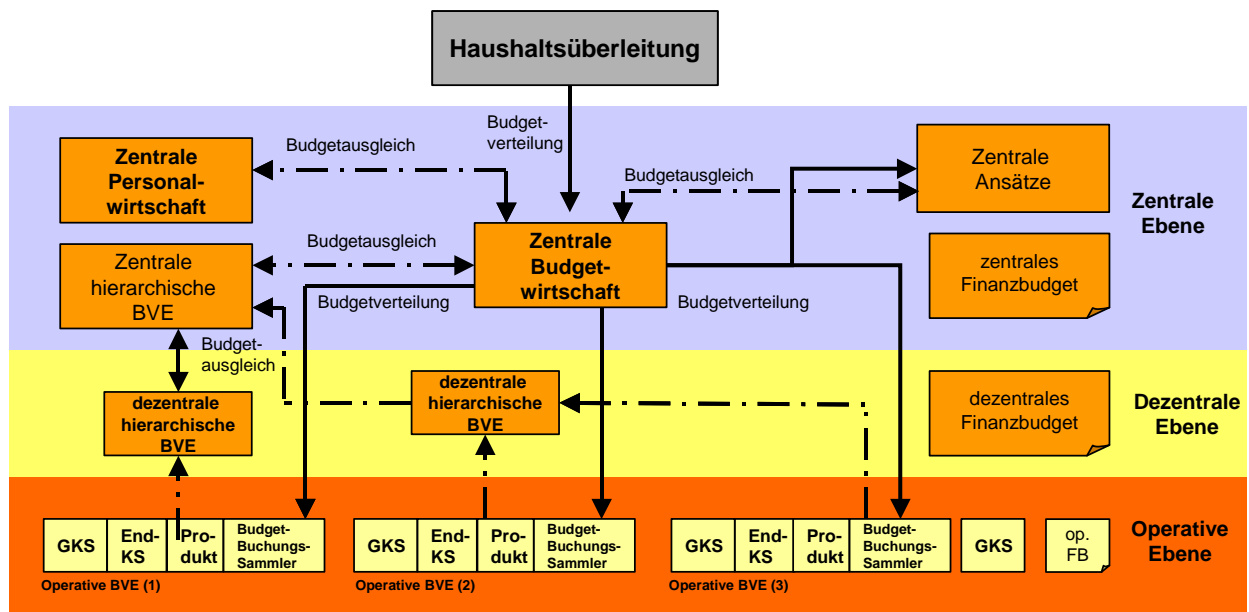 Haushaltsüberleitung
Budget-
verteilung
Budgetausgleich
Zentrale
Personal-
wirtschaft
Budgetausgleich
Zentrale
Ansätze
Zentrale
Ebene
Zentrale
Budget-
wirtschaft
Budgetausgleich
Zentrale
hierarchische
BVE
zentrales
Finanzbudget
Budgetverteilung
Budgetverteilung
Budget-
ausgleich
dezentrale
hierarchische
BVE
dezentrale
hierarchische
BVE
dezentrales
Finanzbudget
Dezentrale
Ebene
GKS
End-
KS
Pro-
dukt
Budget-
Buchungs-
Sammler
Operative BVE (1)
GKS
End-
KS
Pro-
dukt
Budget-
Buchungs-
Sammler
Operative BVE (2)
GKS
End-
KS
Pro-
dukt
Budget-
Buchungs-
Sammler
Operative BVE (3)
GKS
op.
FB
Operative
Ebene